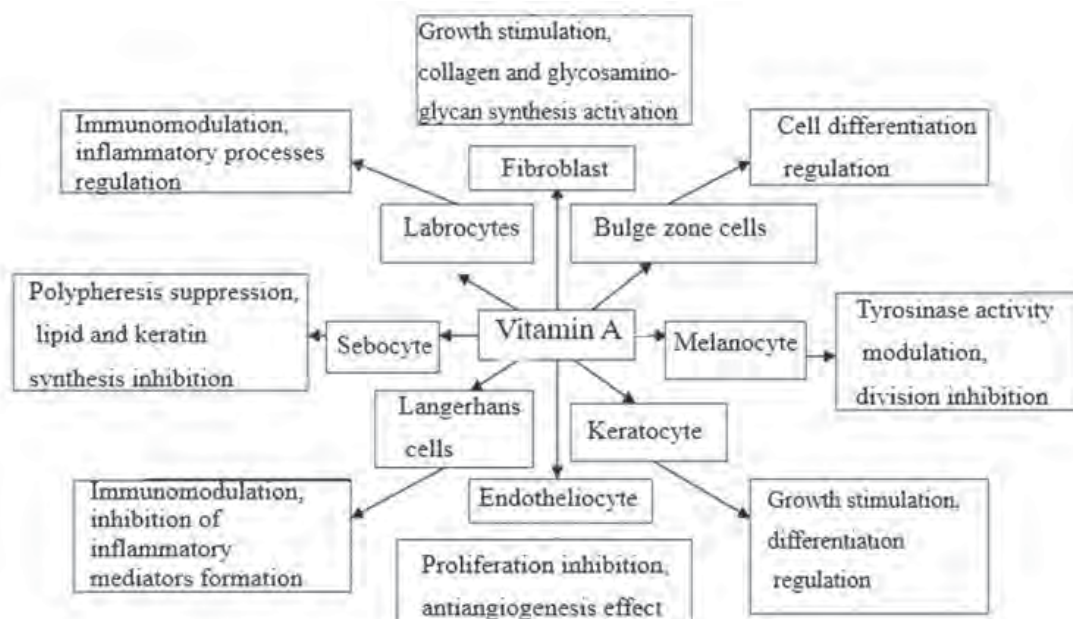 Growth stimulation,
collagen and glycosamino-
glycan synthesis activation
Immunomodulation,
inflammatory processes
regulation
Cell differentiation
regulation
Fibroblast
Labrocytes
Bulge zone cells
Polypheresis suppression,
lipid and keratin
synthesis inhibition
Sebocyte
Vitamin A
Melanocyte
Tyrosinase activity
modulation,
division inhibition
Langerhans
cells
Keratocyte
Immunomodulation,
inhibition of
inflammatory
mediators formation
Endotheliocyte
Growth stimulation,
differentiation
regulation
Proliferation inhibition,
antiangiogenesis effect